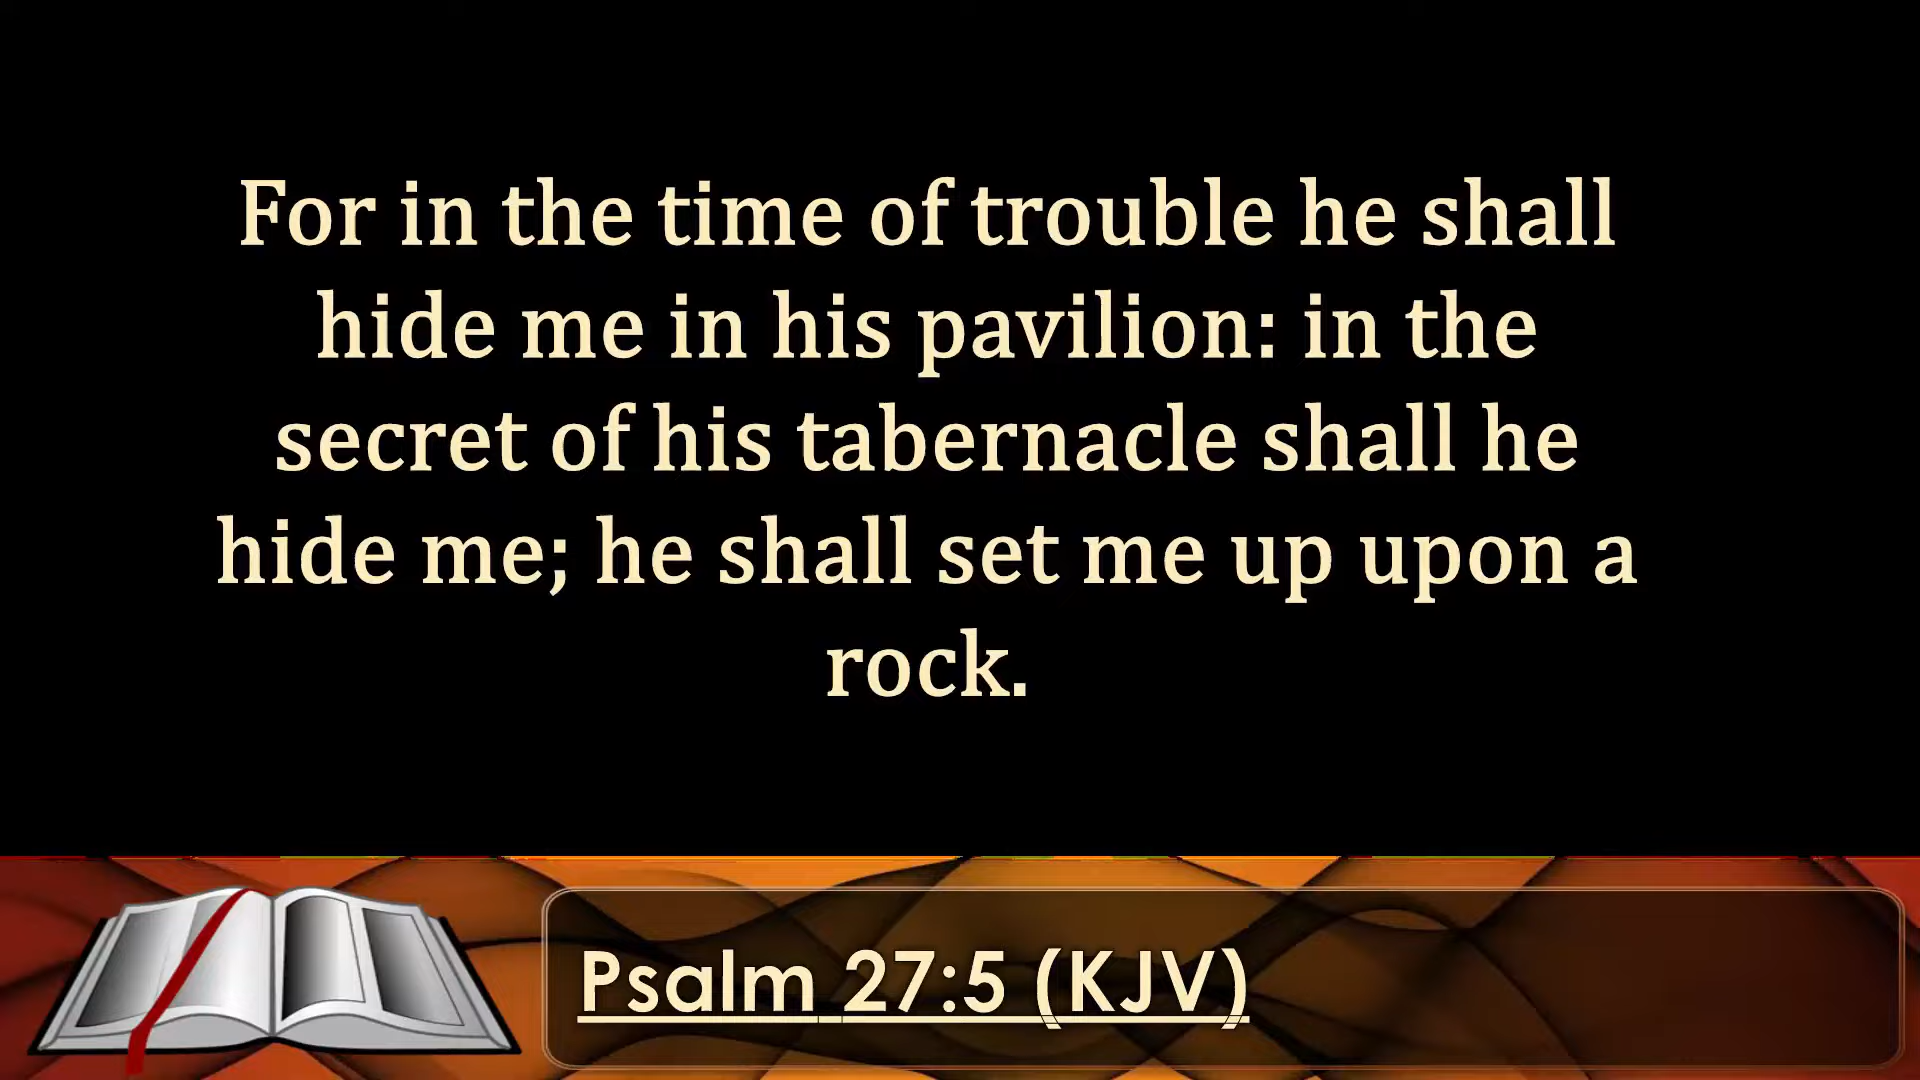 For in the time of trouble he shall
hide me in his pavilion: in the
secret of his tabernacle shall he
hide me; he shall set me up upon a
rock.
Psalm 27:5 (KJV)